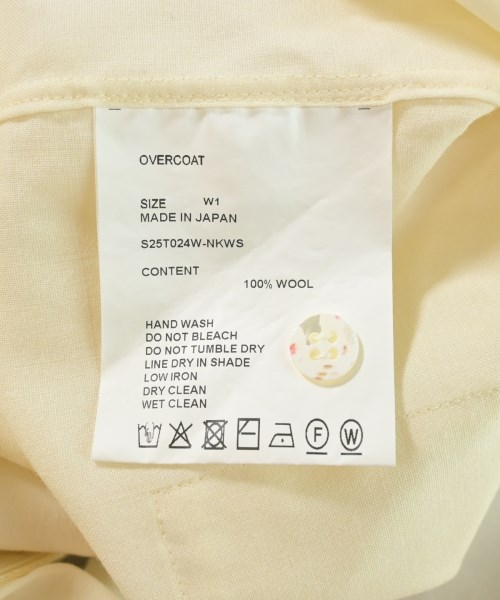 OVERCOAT
SIZE W1
MADE IN JAPAN
S25T024W-NKWS
CONTENT
100% WOOL
HAND WASH
DO NOT BLEACH
DO NOT TUMBLE DRY
LINE DRY IN SHADE
LOW IRON
DRY CLEAN
WET CLEAN
F W